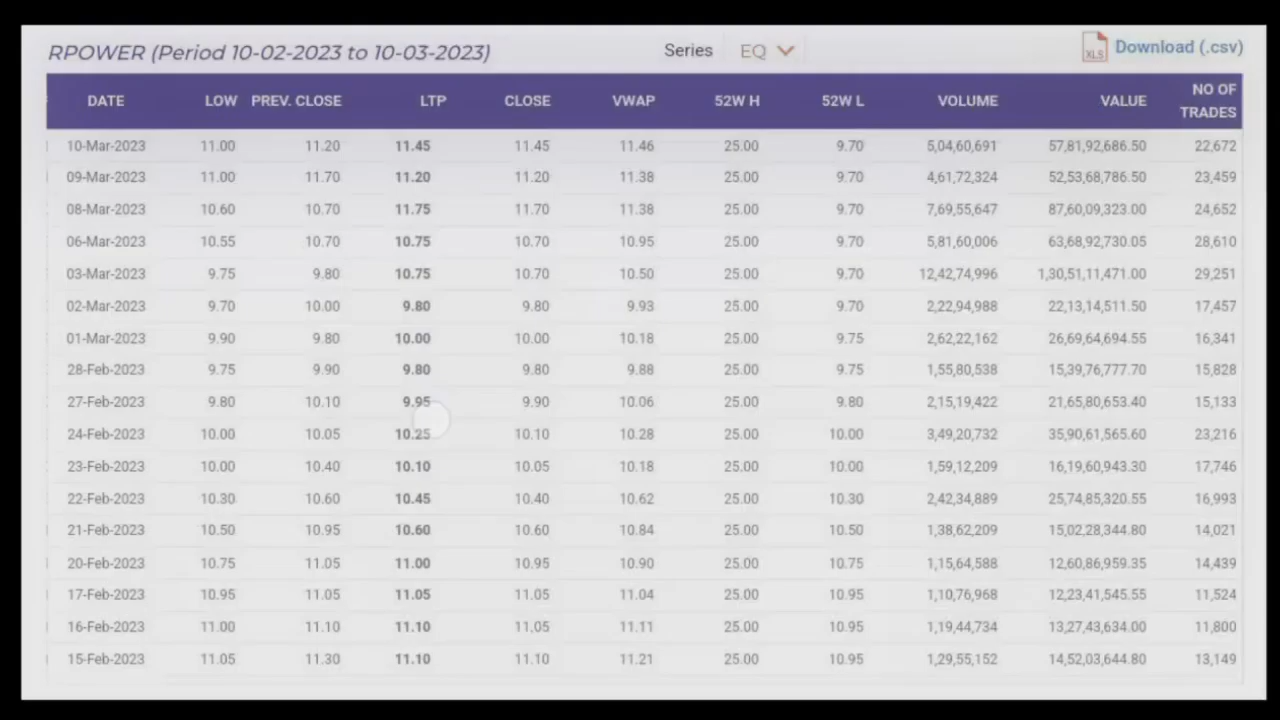 RPOWER (Period 10-02-2023 to 10-03-2023) Series EQ XLS Download (.csv)
DATE LOW PREV. CLOSE LTP CLOSE VWAP 52W H 52W L VOLUME VALUE NO OF TRADES
10-Mar-2023 11.00 11.20 11.45 11.45 11.46 25.00 9.70 5,04,60,691 57,81,92,686.50 22,672
09-Mar-2023 11.00 11.70 11.20 11.20 11.38 25.00 9.70 4,61,72,324 52,53,68,786.50 23,459
08-Mar-2023 10.60 10.70 11.75 11.70 11.38 25.00 9.70 7,69,55,647 87,60,09,323.00 24,652
06-Mar-2023 10.55 10.70 10.75 10.70 10.95 25.00 9.70 5,81,60,006 63,68,92,730.05 28,610
03-Mar-2023 9.75 9.80 10.75 10.70 10.50 25.00 9.70 12,42,74,996 1,30,51,11,471.00 29,251
02-Mar-2023 9.70 10.00 9.80 9.80 9.93 25.00 9.70 2,22,94,988 22,13,14,511.50 17,457
01-Mar-2023 9.90 9.80 10.00 10.00 10.18 25.00 9.75 2,62,22,162 26,69,64,694.55 16,341
28-Feb-2023 9.75 9.90 9.80 9.80 9.88 25.00 9.75 1,55,80,538 15,39,76,777.70 15,828
27-Feb-2023 9.80 10.10 9.95 9.90 10.06 25.00 9.80 2,15,19,422 21,65,80,653.40 15,133
24-Feb-2023 10.00 10.05 10.25 10.10 10.28 25.00 10.00 3,49,20,732 35,90,61,565.60 23,216
23-Feb-2023 10.00 10.40 10.10 10.05 10.18 25.00 10.00 1,59,12,209 16,19,60,943.30 17,746
22-Feb-2023 10.30 10.60 10.45 10.40 10.62 25.00 10.30 2,42,34,889 25,74,85,320.55 16,993
21-Feb-2023 10.50 10.95 10.60 10.60 10.84 25.00 10.50 1,38,62,209 15,02,28,344.80 14,021
20-Feb-2023 10.75 11.05 11.00 10.95 10.90 25.00 10.75 1,15,64,588 12,60,86,959.35 14,439
17-Feb-2023 10.95 11.05 11.05 11.05 11.04 25.00 10.95 1,10,76,968 12,23,41,545.55 11,524
16-Feb-2023 11.00 11.10 11.10 11.05 11.11 25.00 10.95 1,19,44,734 13,27,43,634.00 11,800
15-Feb-2023 11.05 11.30 11.10 11.10 11.21 25.00 10.95 1,29,55,152 14,52,03,644.80 13,149